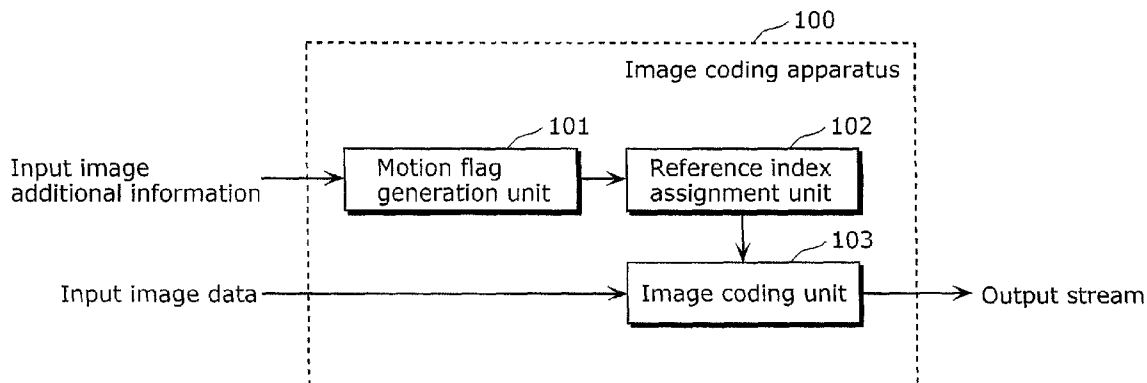 100
Image coding apparatus
101
102
Input image
additional information
Motion flag
generation unit
Reference index
assignment unit
103
Input image data
Image coding unit
Output stream